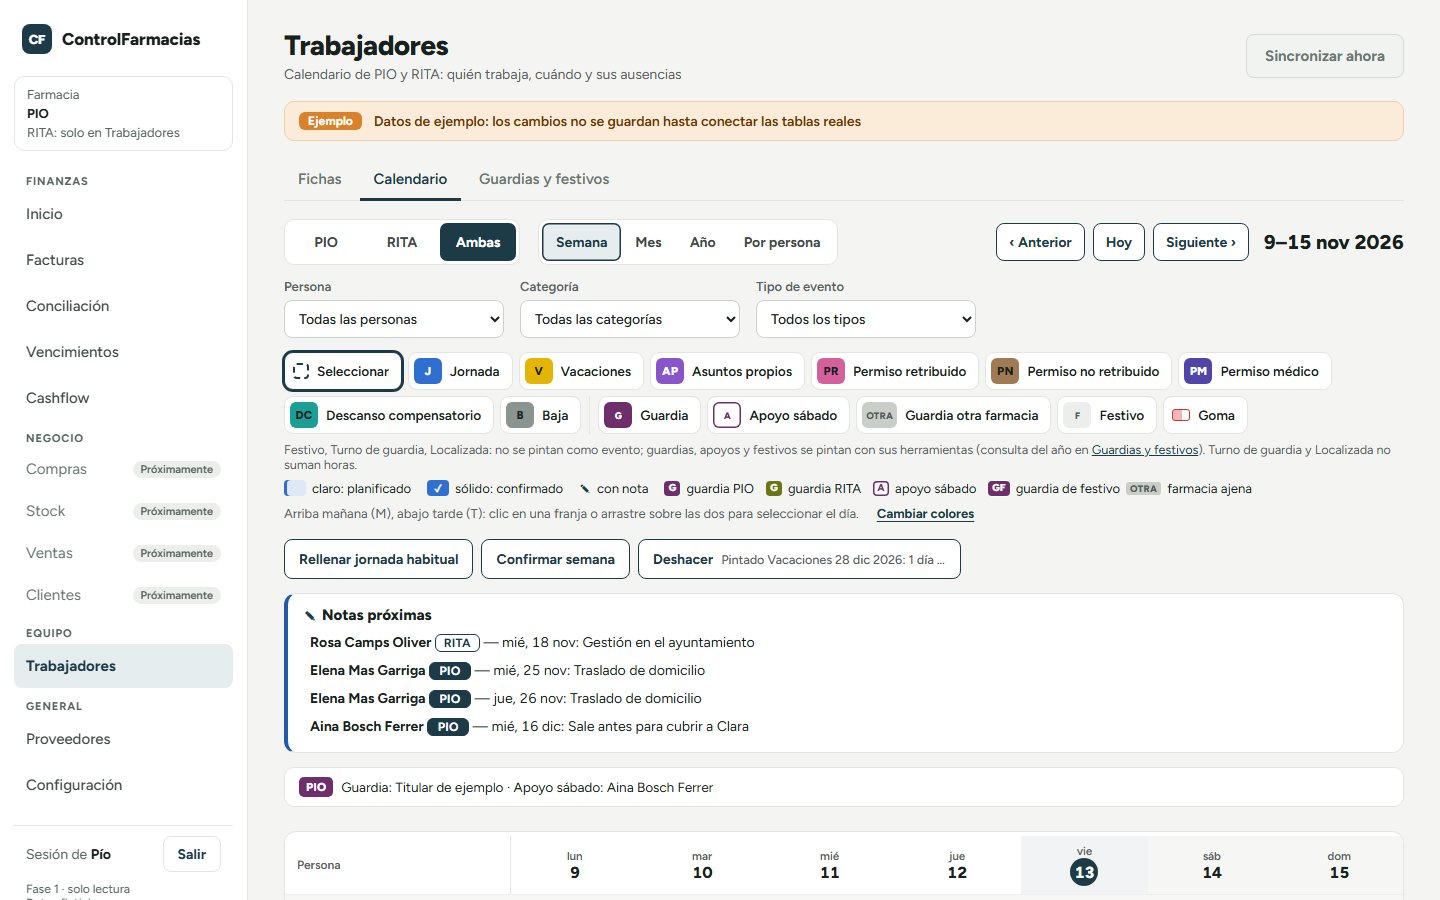 CF ControlFarmacias
Farmacia
PIO
RITA: solo en Trabajadores
FINANZAS
Inicio
Facturas
Conciliación
Vencimientos
Cashflow
NEGOCIO
Compras Próximamente
Stock Próximamente
Ventas Próximamente
Clientes Próximamente
EQUIPO
Trabajadores
GENERAL
Proveedores
Configuración
Sesión de Pío Salir
Fase 1 · solo lectura
Trabajadores
Calendario de PIO y RITA: quién trabaja, cuándo y sus ausencias
Sincronizar ahora
Ejemplo Datos de ejemplo: los cambios no se guardan hasta conectar las tablas reales
Fichas Calendario Guardias y festivos
PIO RITA Ambas Semana Mes Año Por persona ‹ Anterior Hoy Siguiente › 9–15 nov 2026
Persona Categoría Tipo de evento
Todas las personas Todas las categorías Todos los tipos
Seleccionar J Jornada V Vacaciones AP Asuntos propios PR Permiso retribuido PN Permiso no retribuido PM Permiso médico
DC Descanso compensatorio B Baja G Guardia A Apoyo sábado OTRA Guardia otra farmacia F Festivo Goma
Festivo, Turno de guardia, Localizada: no se pintan como evento; guardias, apoyos y festivos se pintan con sus herramientas (consulta del año en Guardias y festivos). Turno de guardia y Localizada no
suman horas.
claro: planificado ✓ sólido: confirmado con nota G guardia PIO G guardia RITA A apoyo sábado GF guardia de festivo OTRA farmacia ajena
Arriba mañana (M), abajo tarde (T): clic en una franja o arrastre sobre las dos para seleccionar el día. Cambiar colores
Rellenar jornada habitual Confirmar semana Deshacer Pintado Vacaciones 28 dic 2026: 1 día ...
Notas próximas
Rosa Camps Oliver RITA — mié, 18 nov: Gestión en el ayuntamiento
Elena Mas Garriga PIO — mié, 25 nov: Traslado de domicilio
Elena Mas Garriga PIO — jue, 26 nov: Traslado de domicilio
Aina Bosch Ferrer PIO — mié, 16 dic: Sale antes para cubrir a Clara
PIO Guardia: Titular de ejemplo · Apoyo sábado: Aina Bosch Ferrer
Persona lun mar mié jue vie sáb dom
9 10 11 12 13 14 15